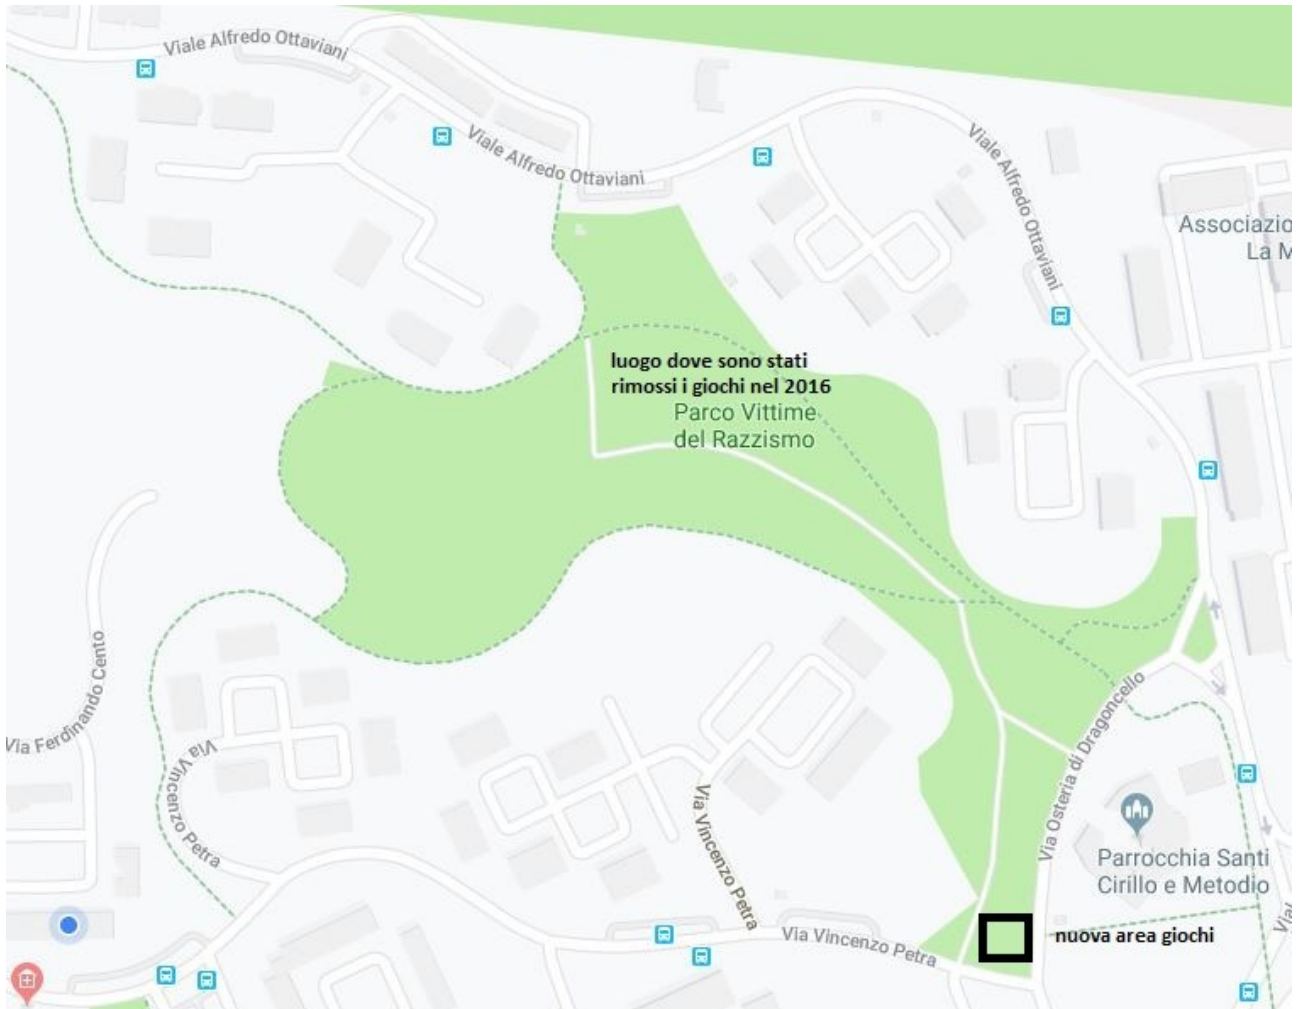 Viale Alfredo Ottaviani
Viale Alfredo Ottaviani
Viale Alfredo Ottaviani
Associazio
La M
luogo dove sono stati
rimossi i giochi nel 2016
Parco Vittime
del Razzismo
Via Ferdinando Cento
Via Vincenzo Petra
Via Vincenzo Petra
Via Osteria di Dragoncello
Parrocchia Santi
Cirillo e Metodio
Via Vincenzo Petra
nuova area giochi
Vial